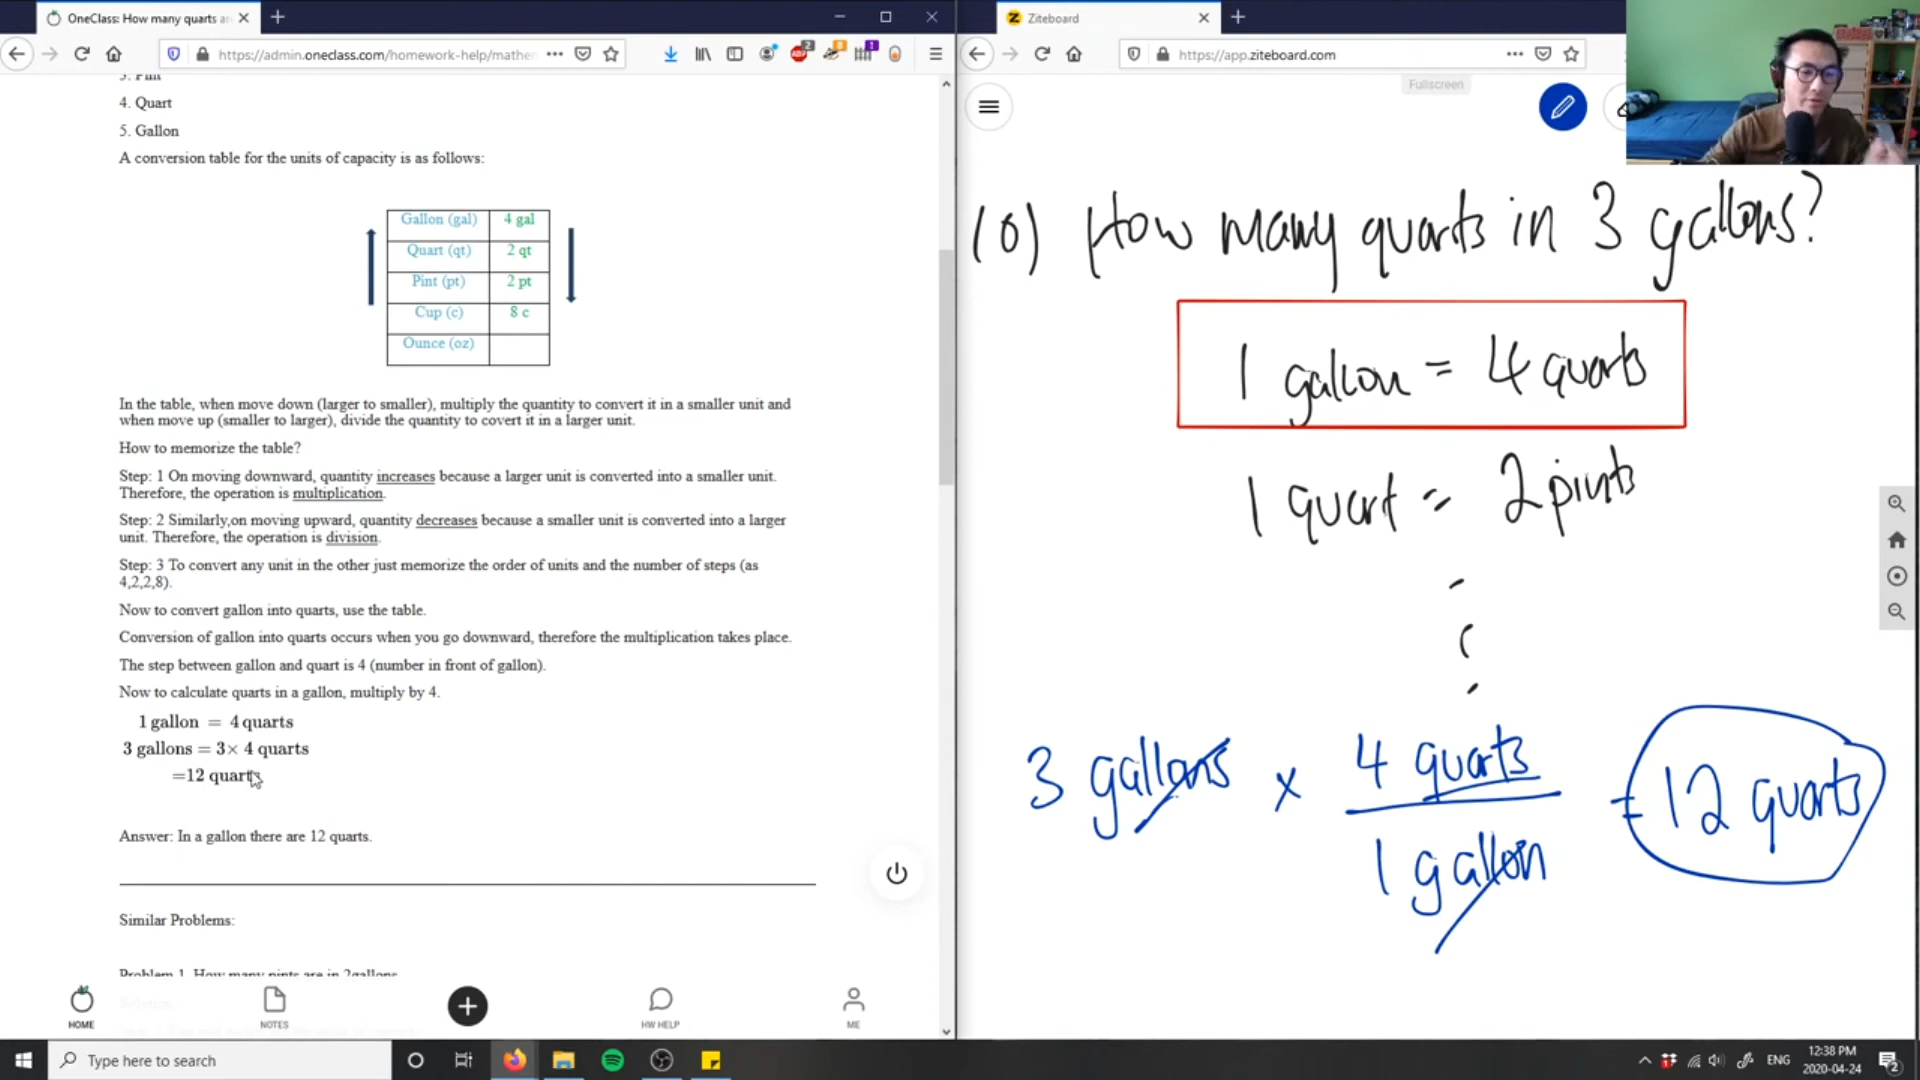 OneClass: How many quarts ar
https://admin.oneclass.com/homework-help/mathe
2
8
1
4. Quart
5. Gallon
A conversion table for the units of capacity is as follows:
Gallon (gal) 4 gal
Quart (qt) 2 qt
Pint (pt) 2 pt
Cup (c) 8 c
Ounce (oz)
In the table, when move down (larger to smaller), multiply the quantity to convert it in a smaller unit and
when move up (smaller to larger), divide the quantity to covert it in a larger unit.
How to memorize the table?
Step: 1 On moving downward, quantity increases because a larger unit is converted into a smaller unit.
Therefore, the operation is multiplication.
Step: 2 Similarly,on moving upward, quantity decreases because a smaller unit is converted into a larger
unit. Therefore, the operation is division.
Step: 3 To convert any unit in the other just memorize the order of units and the number of steps (as
4,2,2,8).
Now to convert gallon into quarts, use the table.
Conversion of gallon into quarts occurs when you go downward, therefore the multiplication takes place.
The step between gallon and quart is 4 (number in front of gallon).
Now to calculate quarts in a gallon, multiply by 4.
1 gallon = 4 quarts
3 gallons = 3× 4 quarts
=12 quarts
Answer: In a gallon there are 12 quarts.
Similar Problems:
Problem 1. How many pints are in 2gallons
HOME
NOTES
HW HELP
ME
Ziteboard
https://app.ziteboard.com
Fullscreen
(0) How many quarts in 3 gallons?
1 gallon = 4 quarts
1 quart = 2 pints
3 gallons × 4 quarts = 12 quarts
1 gallon
Type here to search
ENG
12:38 PM
2020-04-24
2